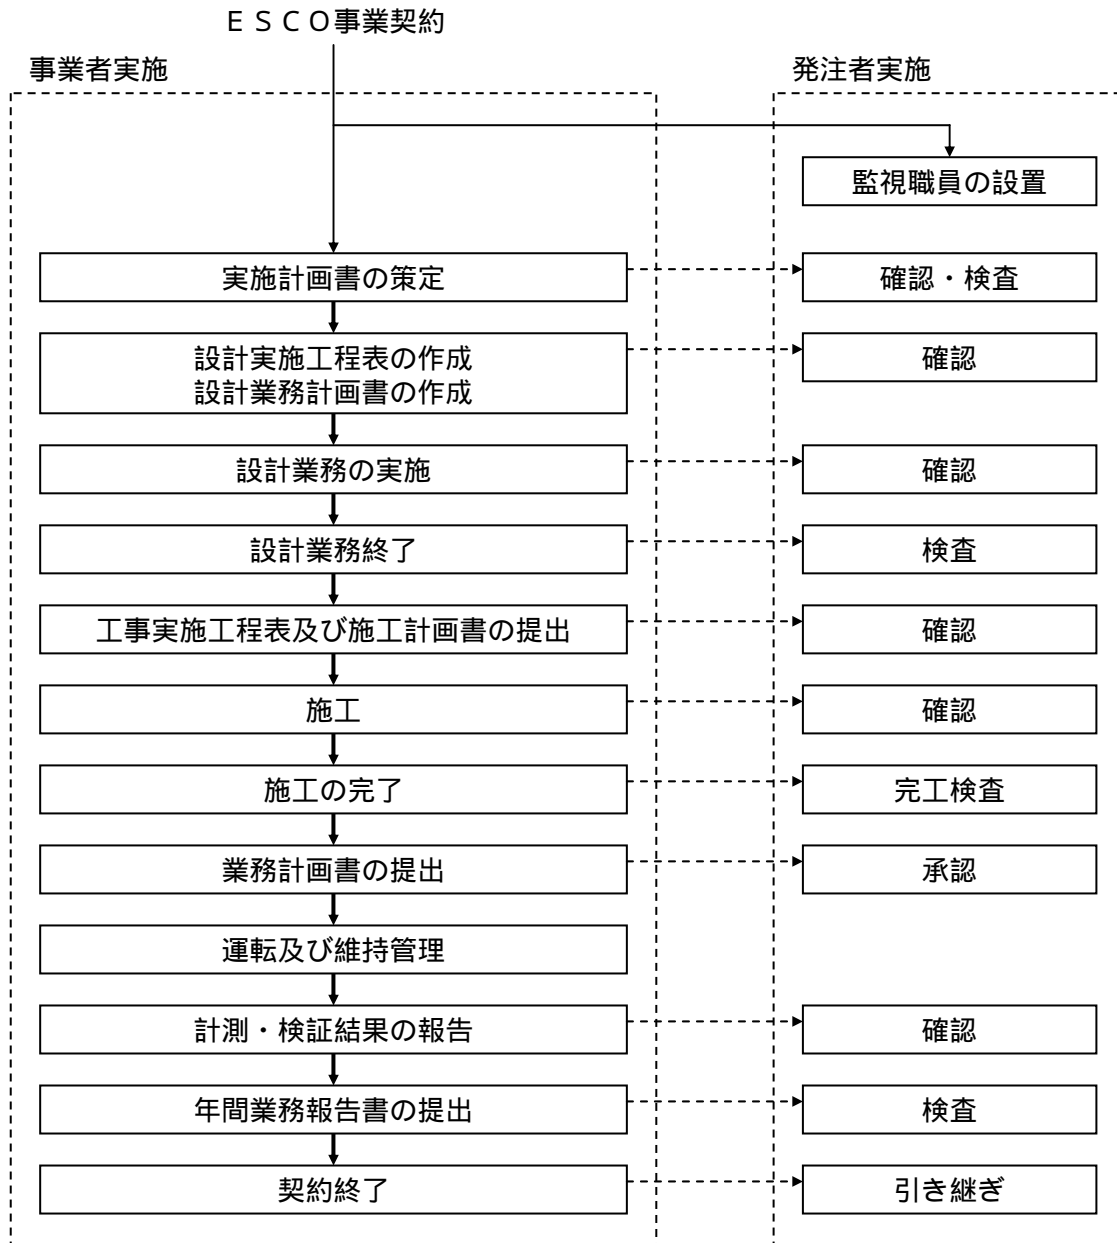 ＥＳＣＯ事業契約
事業者実施
発注者実施
監視職員の設置
実施計画書の策定
確認・検査
設計実施工程表の作成
設計業務計画書の作成
確認
設計業務の実施
確認
設計業務終了
検査
工事実施工程表及び施工計画書の提出
確認
施工
確認
施工の完了
完工検査
業務計画書の提出
承認
運転及び維持管理
計測・検証結果の報告
確認
年間業務報告書の提出
検査
契約終了
引き継ぎ